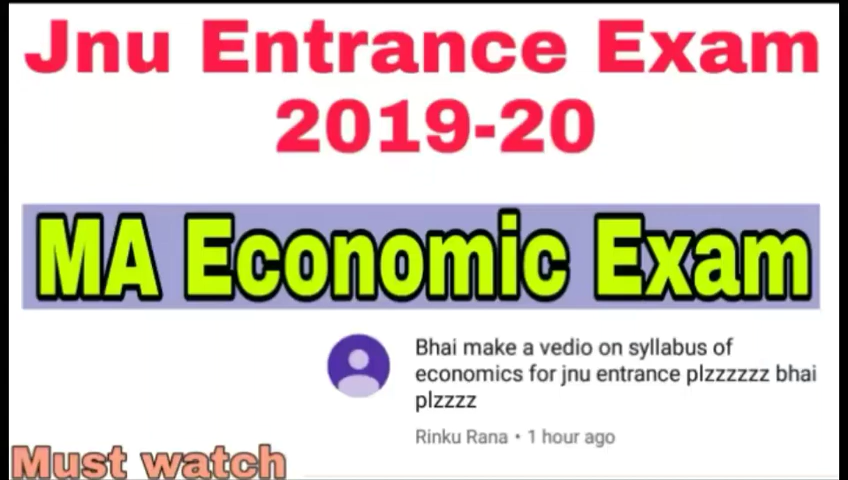 Jnu Entrance Exam
2019-20
MA Economic Exam
Bhai make a vedio on syllabus of
economics for jnu entrance plzzzzzz bhai
plzzzz
Rinku Rana • 1 hour ago
Must watch